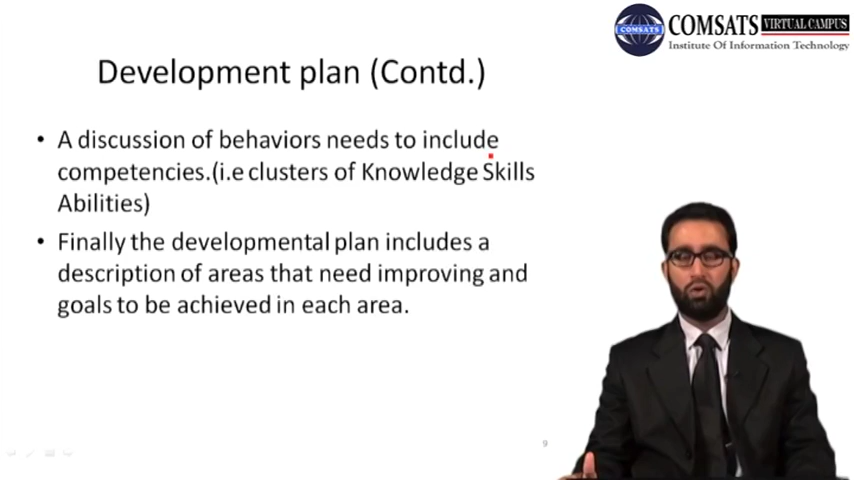 COMSATS
COMSATS VIRTUAL CAMPUS
Institute Of Information Technology
Development plan (Contd.)
• A discussion of behaviors needs to include
competencies.(i.e clusters of Knowledge Skills
Abilities)
• Finally the developmental plan includes a
description of areas that need improving and
goals to be achieved in each area.
9